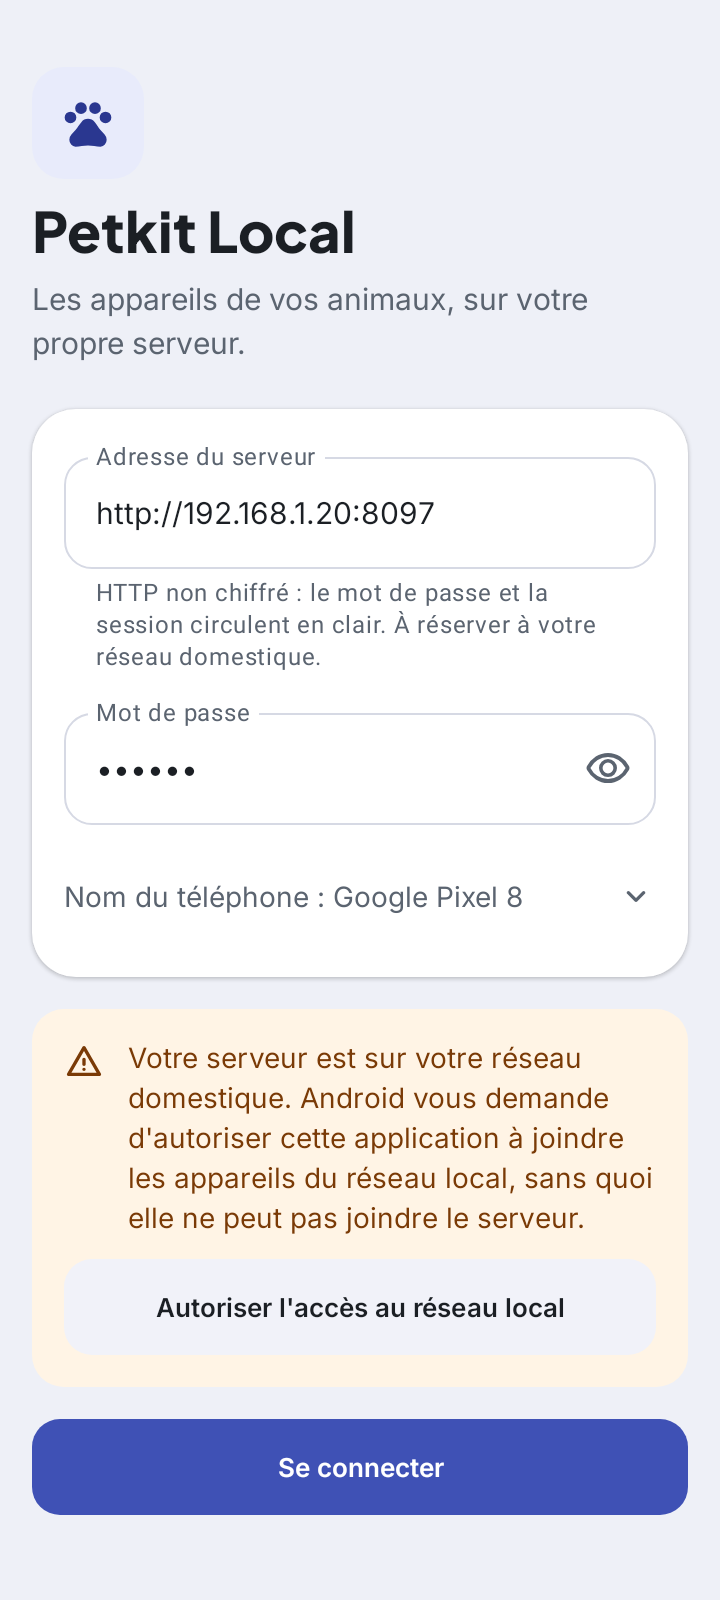 Petkit Local
Les appareils de vos animaux, sur votre
propre serveur.
Adresse du serveur
http://192.168.1.20:8097
HTTP non chiffré : le mot de passe et la
session circulent en clair. À réserver à votre
réseau domestique.
Mot de passe
••••••
Nom du téléphone : Google Pixel 8
Votre serveur est sur votre réseau
domestique. Android vous demande
d'autoriser cette application à joindre
les appareils du réseau local, sans quoi
elle ne peut pas joindre le serveur.
Autoriser l'accès au réseau local
Se connecter